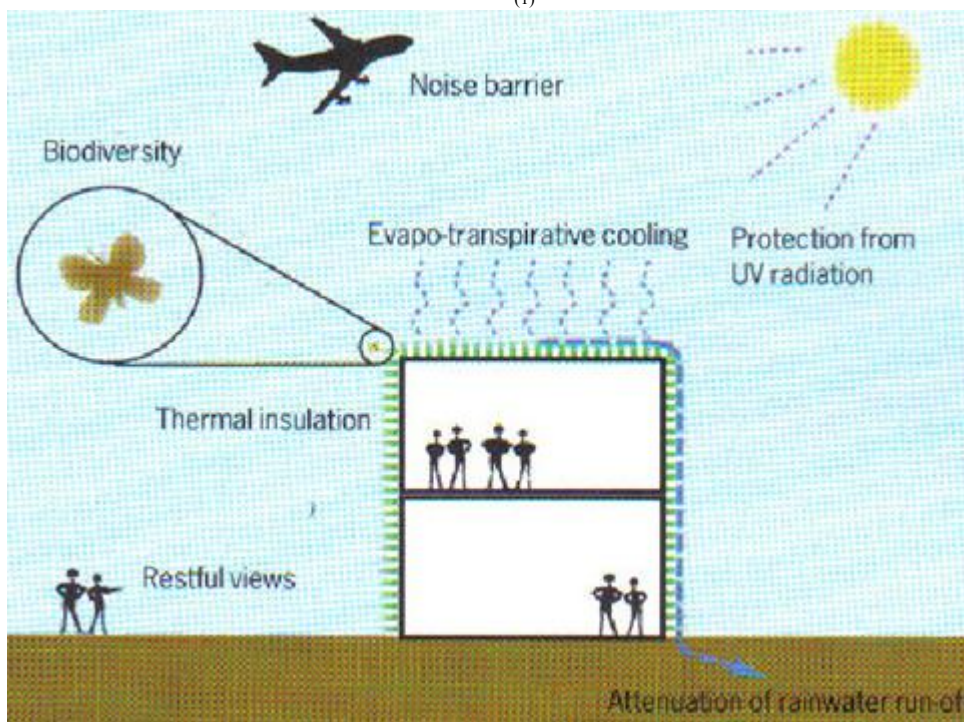 (1)
Noise barrier
Biodiversity
Evapo-transpirative cooling
Protection from
UV radiation
Thermal insulation
Restful views
Attenuation of rainwater run-of